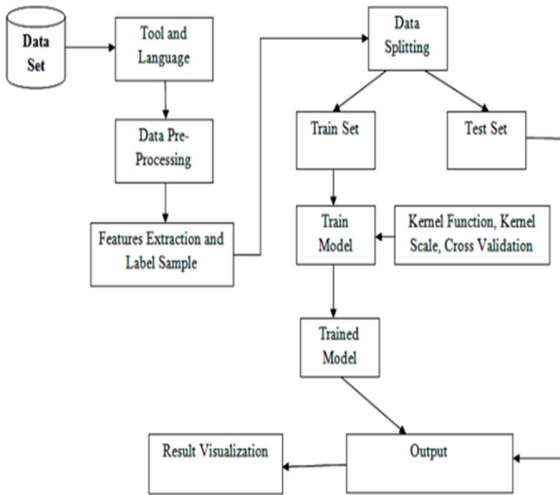 Data
Set
Tool and
Language
Data Pre-
Processing
Features Extraction and
Label Sample
Data
Splitting
Train Set
Test Set
Train
Model
Kernel Function, Kernel
Scale, Cross Validation
Trained
Model
Output
Result Visualization